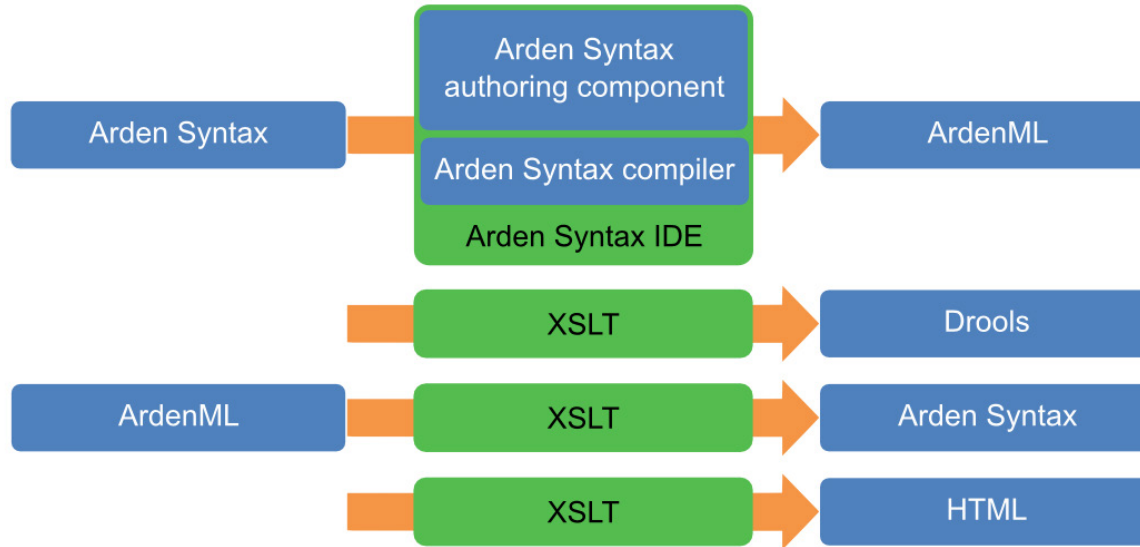 Arden Syntax
authoring component
Arden Syntax
ArdenML
Arden Syntax compiler
Arden Syntax IDE
XSLT
Drools
ArdenML
XSLT
Arden Syntax
XSLT
HTML